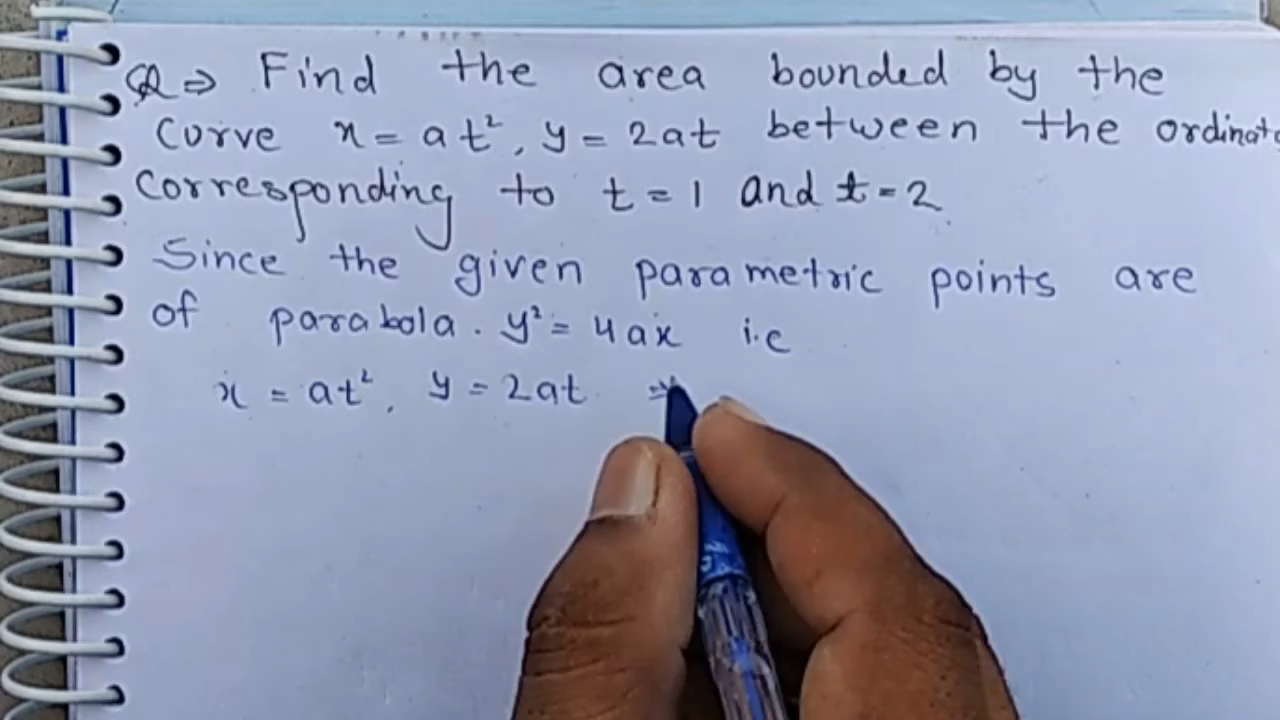 Q ⇒ Find the area bounded by the
Curve x = at², y = 2at between the ordinat
Corresponding to t = 1 and t = 2
Since the given parametric points are
of parabola. y² = 4ax i.e
x = at², y = 2at ⇒